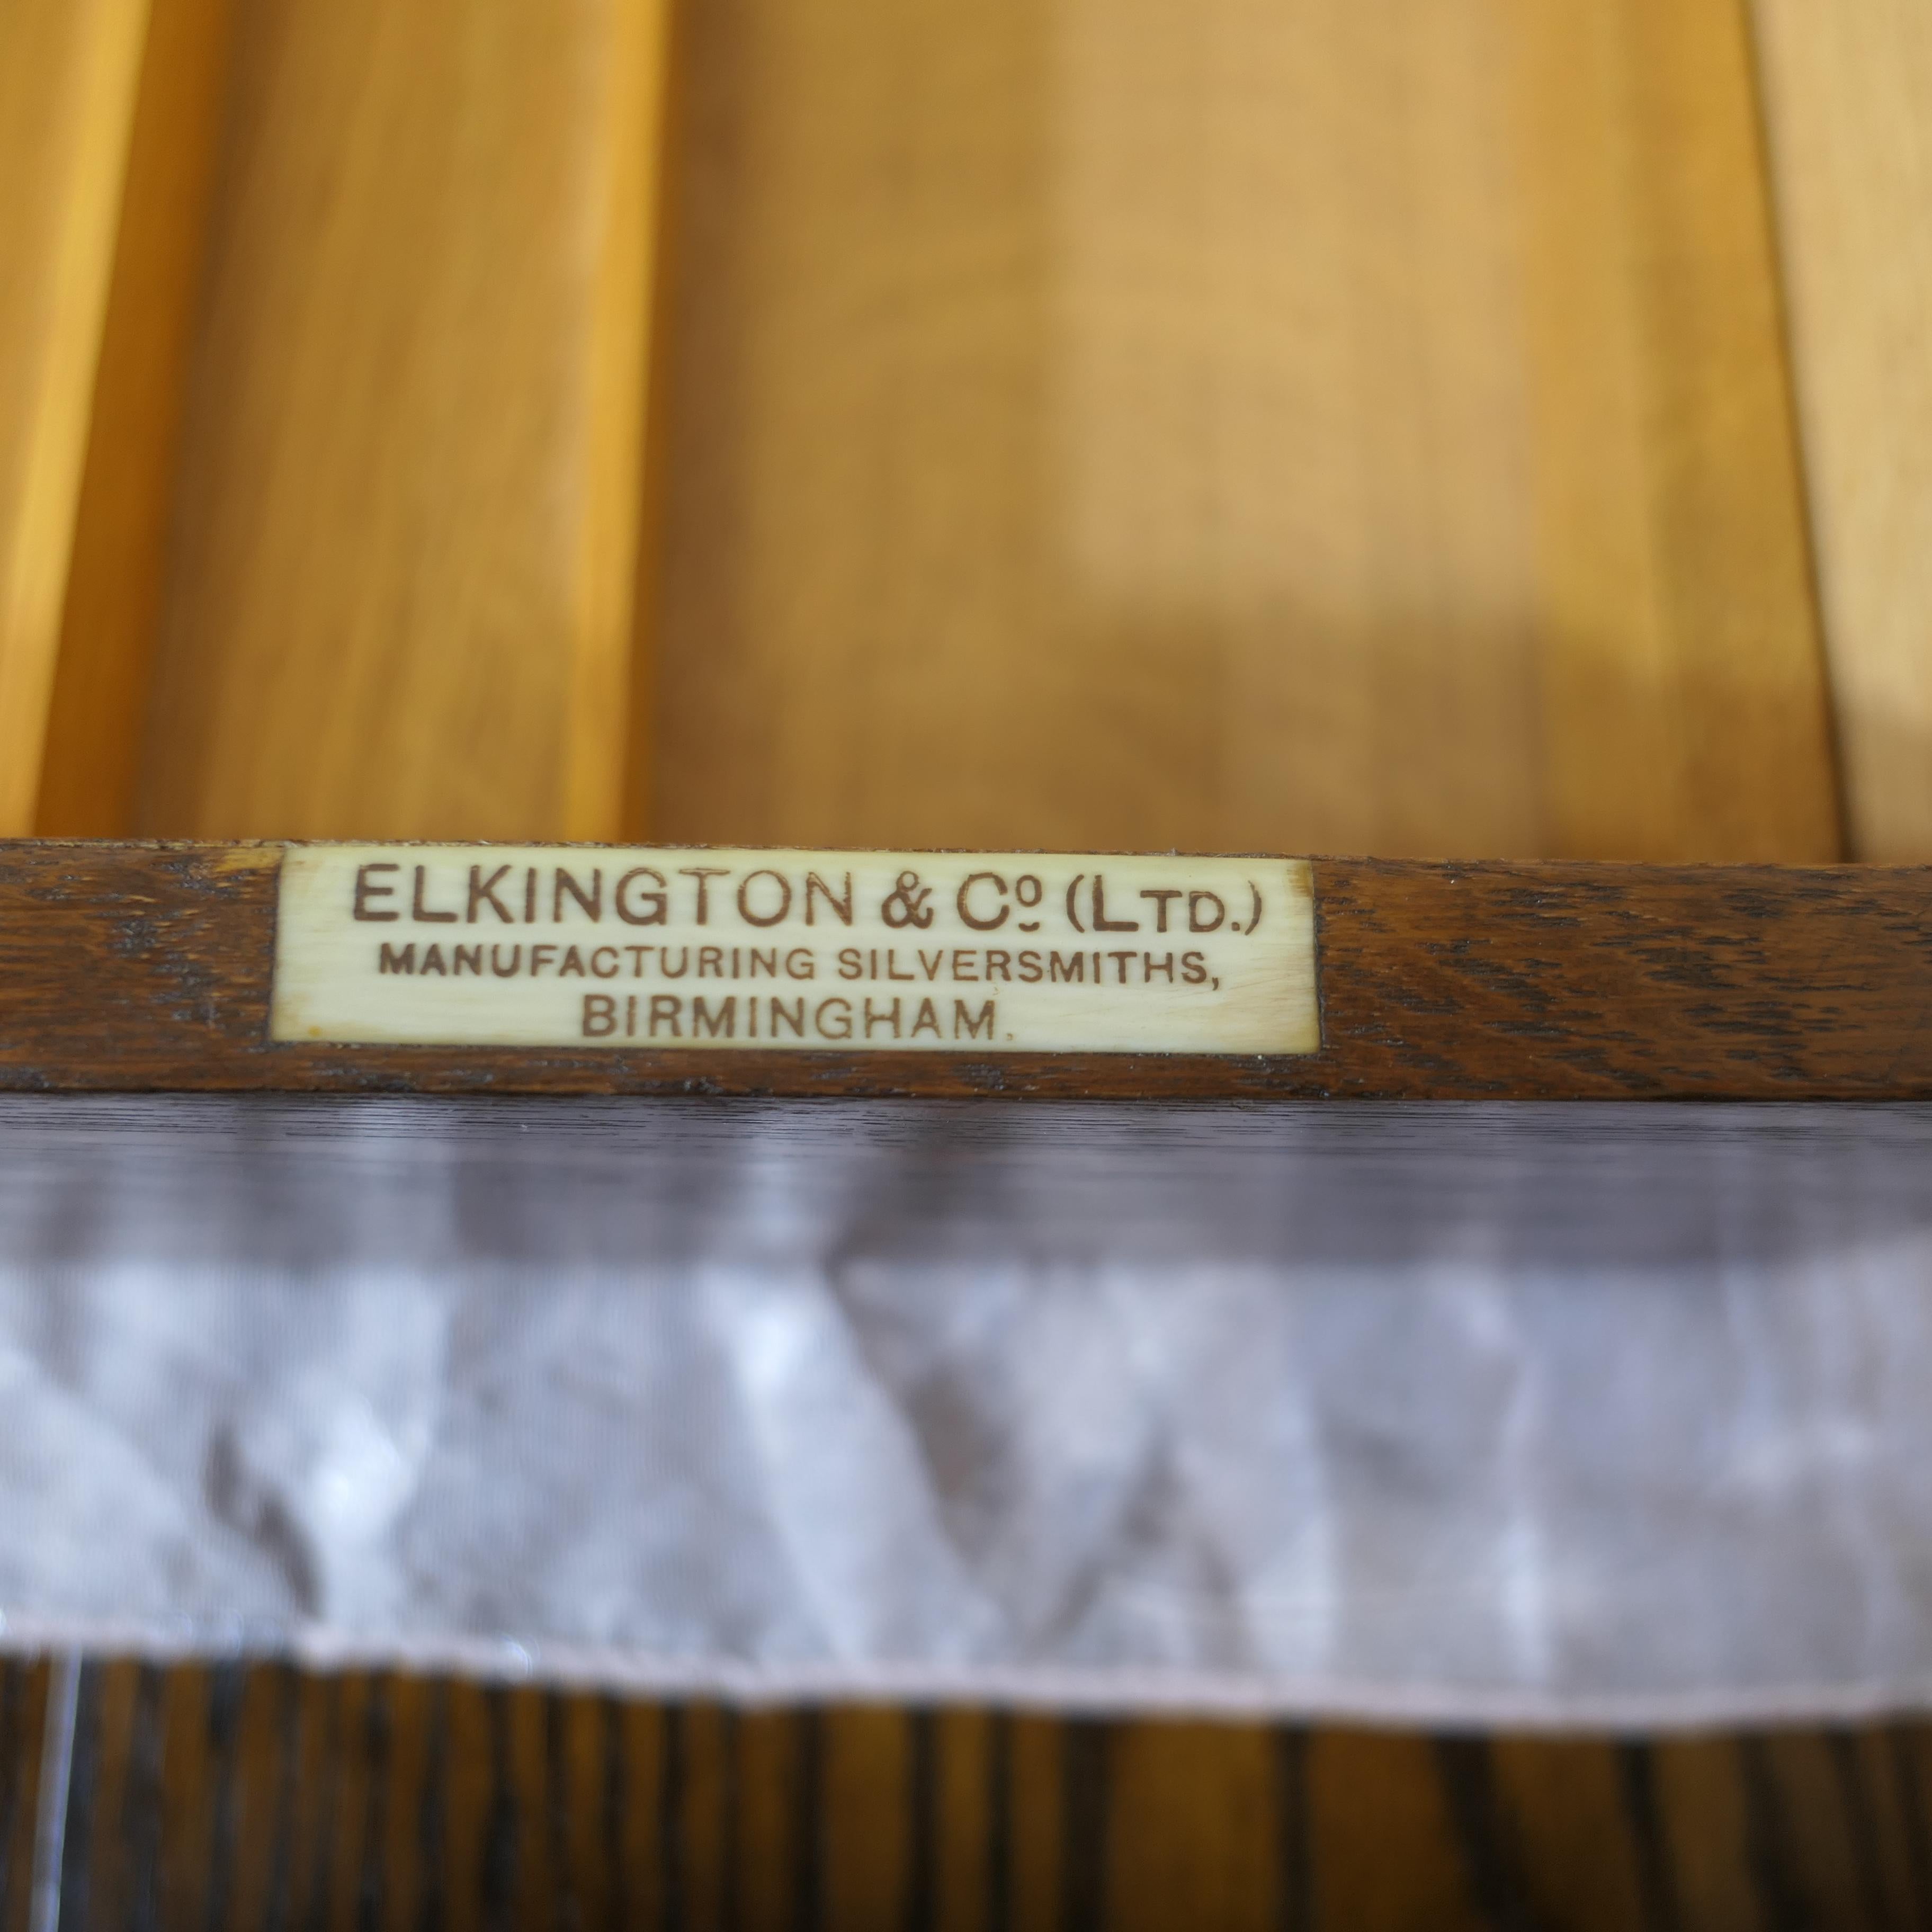 ELKINGTON & Cº (LTD.)
MANUFACTURING SILVERSMITHS,
BIRMINGHAM.